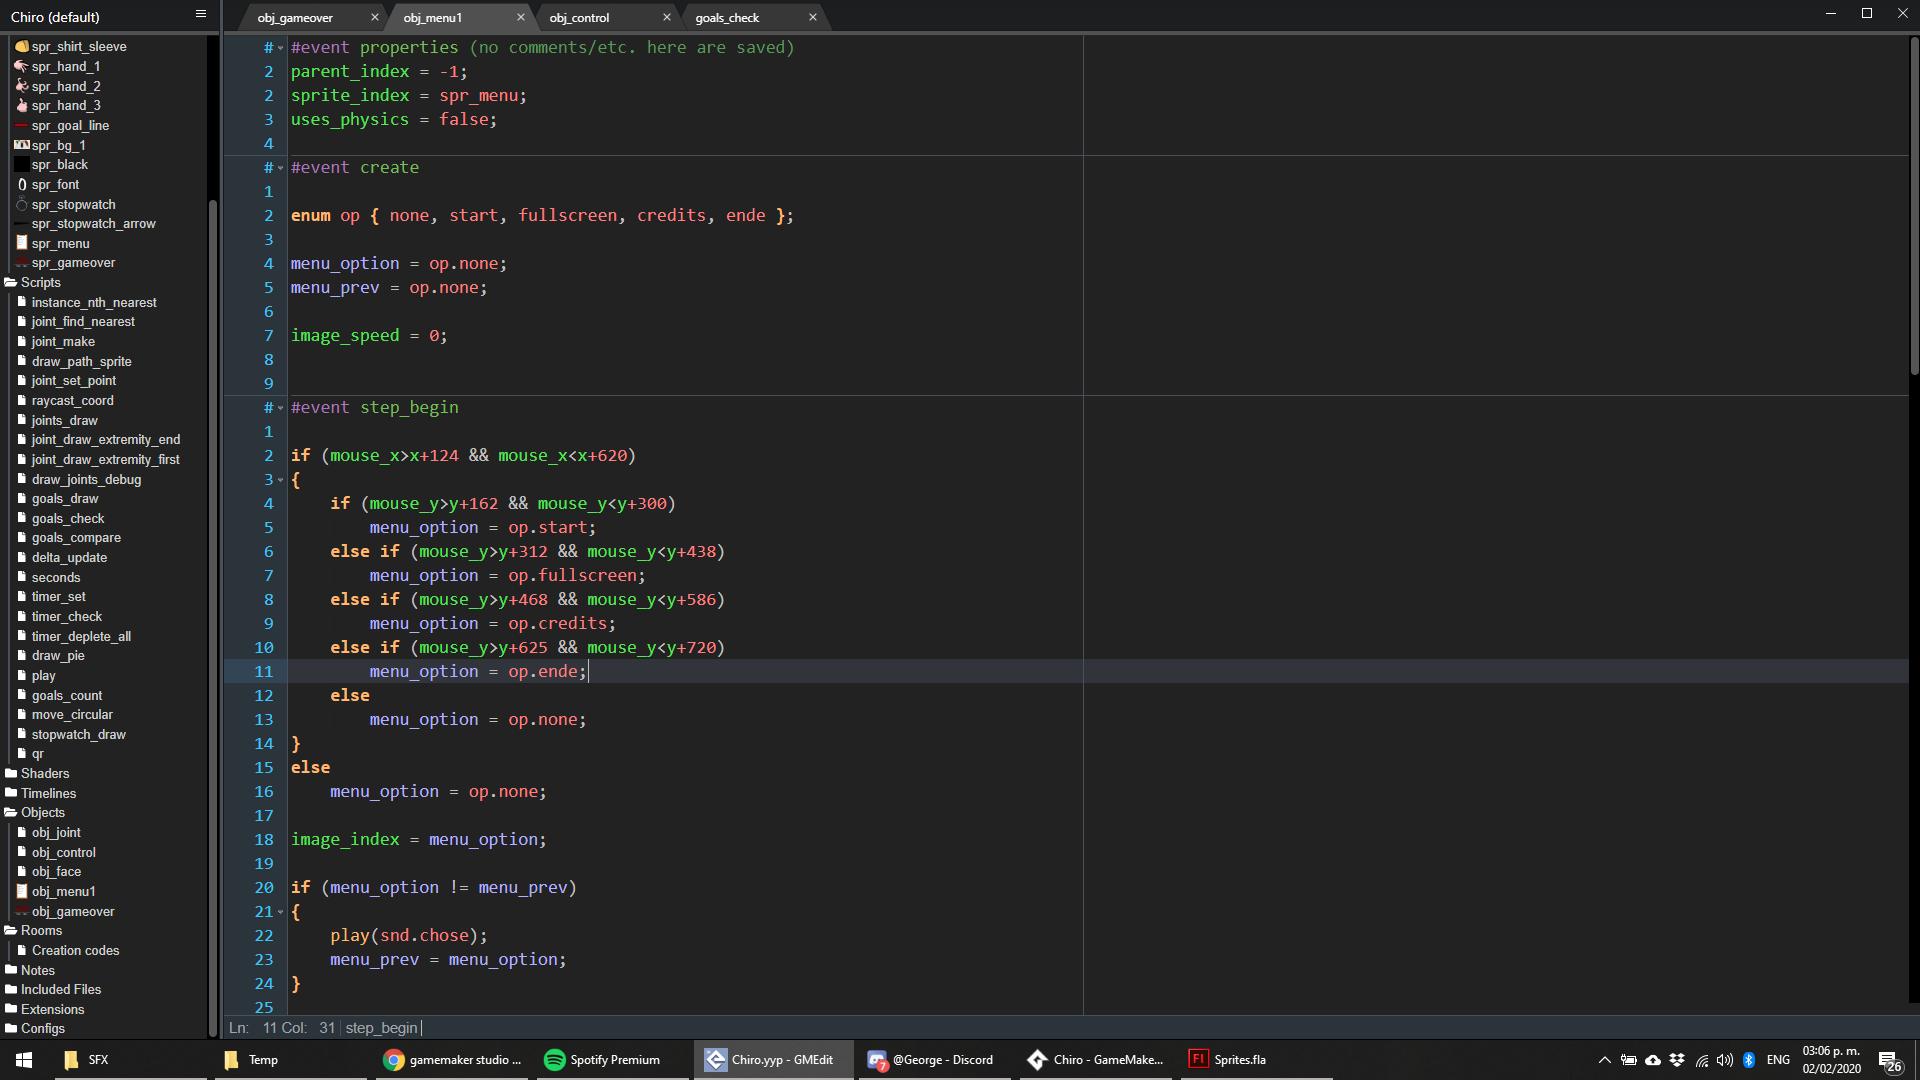 Chiro (default)
obj_gameover × obj_menu1 × obj_control × goals_check ×
spr_shirt_sleeve
spr_hand_1
spr_hand_2
spr_hand_3
spr_goal_line
spr_bg_1
spr_black
spr_font
spr_stopwatch
spr_stopwatch_arrow
spr_menu
spr_gameover
Scripts
instance_nth_nearest
joint_find_nearest
joint_make
draw_path_sprite
joint_set_point
raycast_coord
joints_draw
joint_draw_extremity_end
joint_draw_extremity_first
draw_joints_debug
goals_draw
goals_check
goals_compare
delta_update
seconds
timer_set
timer_check
timer_deplete_all
draw_pie
play
goals_count
move_circular
stopwatch_draw
qr
Shaders
Timelines
Objects
obj_joint
obj_control
obj_face
obj_menu1
obj_gameover
Rooms
Creation codes
Notes
Included Files
Extensions
Configs
# #event properties (no comments/etc. here are saved)
2 parent_index = -1;
2 sprite_index = spr_menu;
3 uses_physics = false;
4
# #event create
1
2 enum op { none, start, fullscreen, credits, ende };
3
4 menu_option = op.none;
5 menu_prev = op.none;
6
7 image_speed = 0;
8
9
# #event step_begin
1
2 if (mouse_x>x+124 && mouse_x<x+620)
3 {
4 if (mouse_y>y+162 && mouse_y<y+300)
5 menu_option = op.start;
6 else if (mouse_y>y+312 && mouse_y<y+438)
7 menu_option = op.fullscreen;
8 else if (mouse_y>y+468 && mouse_y<y+586)
9 menu_option = op.credits;
10 else if (mouse_y>y+625 && mouse_y<y+720)
11 menu_option = op.ende;
12 else
13 menu_option = op.none;
14 }
15 else
16 menu_option = op.none;
17
18 image_index = menu_option;
19
20 if (menu_option != menu_prev)
21 {
22 play(snd.chose);
23 menu_prev = menu_option;
24 }
25
Ln: 11 Col: 31 step_begin
SFX
Temp
gamemaker studio ...
Spotify Premium
Chiro.yyp - GMEdit
7
@George - Discord
Chiro - GameMake...
Fl
Sprites.fla
ENG
03:06 p. m.
02/02/2020
26